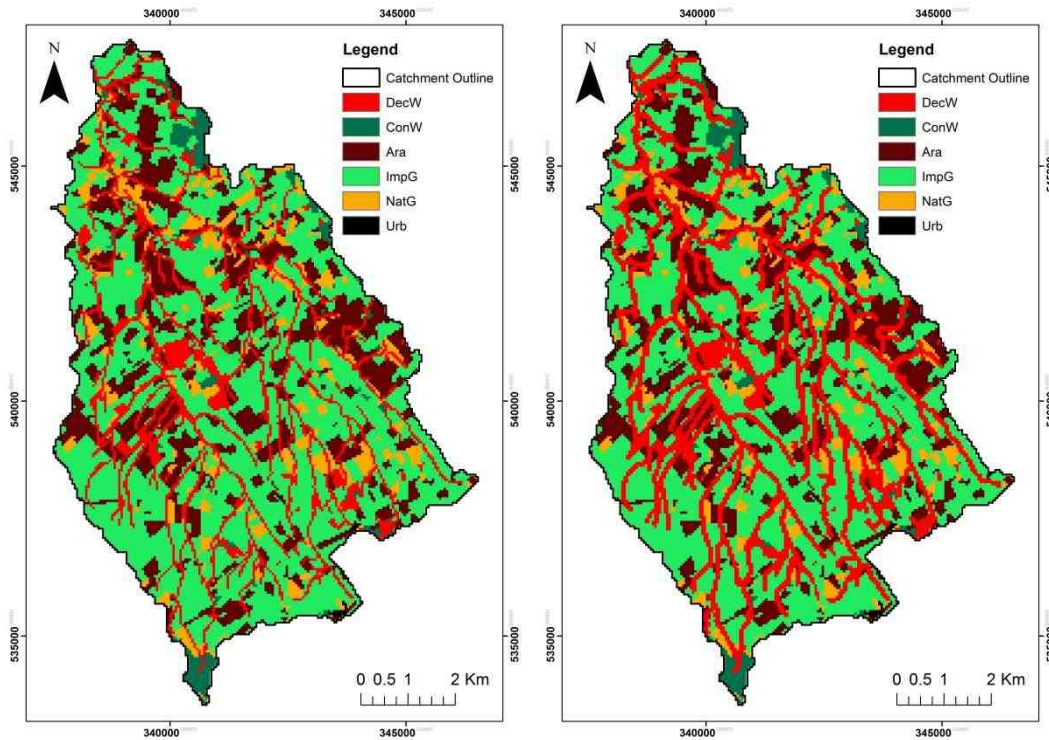 340000 345000 340000 345000
N
Legend
Catchment Outline
DecW
ConW
Ara
ImpG
NatG
Urb
N
Legend
Catchment Outline
DecW
ConW
Ara
ImpG
NatG
Urb
545000 545000
540000 540000
535000 535000
0 0.5 1 2 Km
0 0.5 1 2 Km
340000 345000 340000 345000